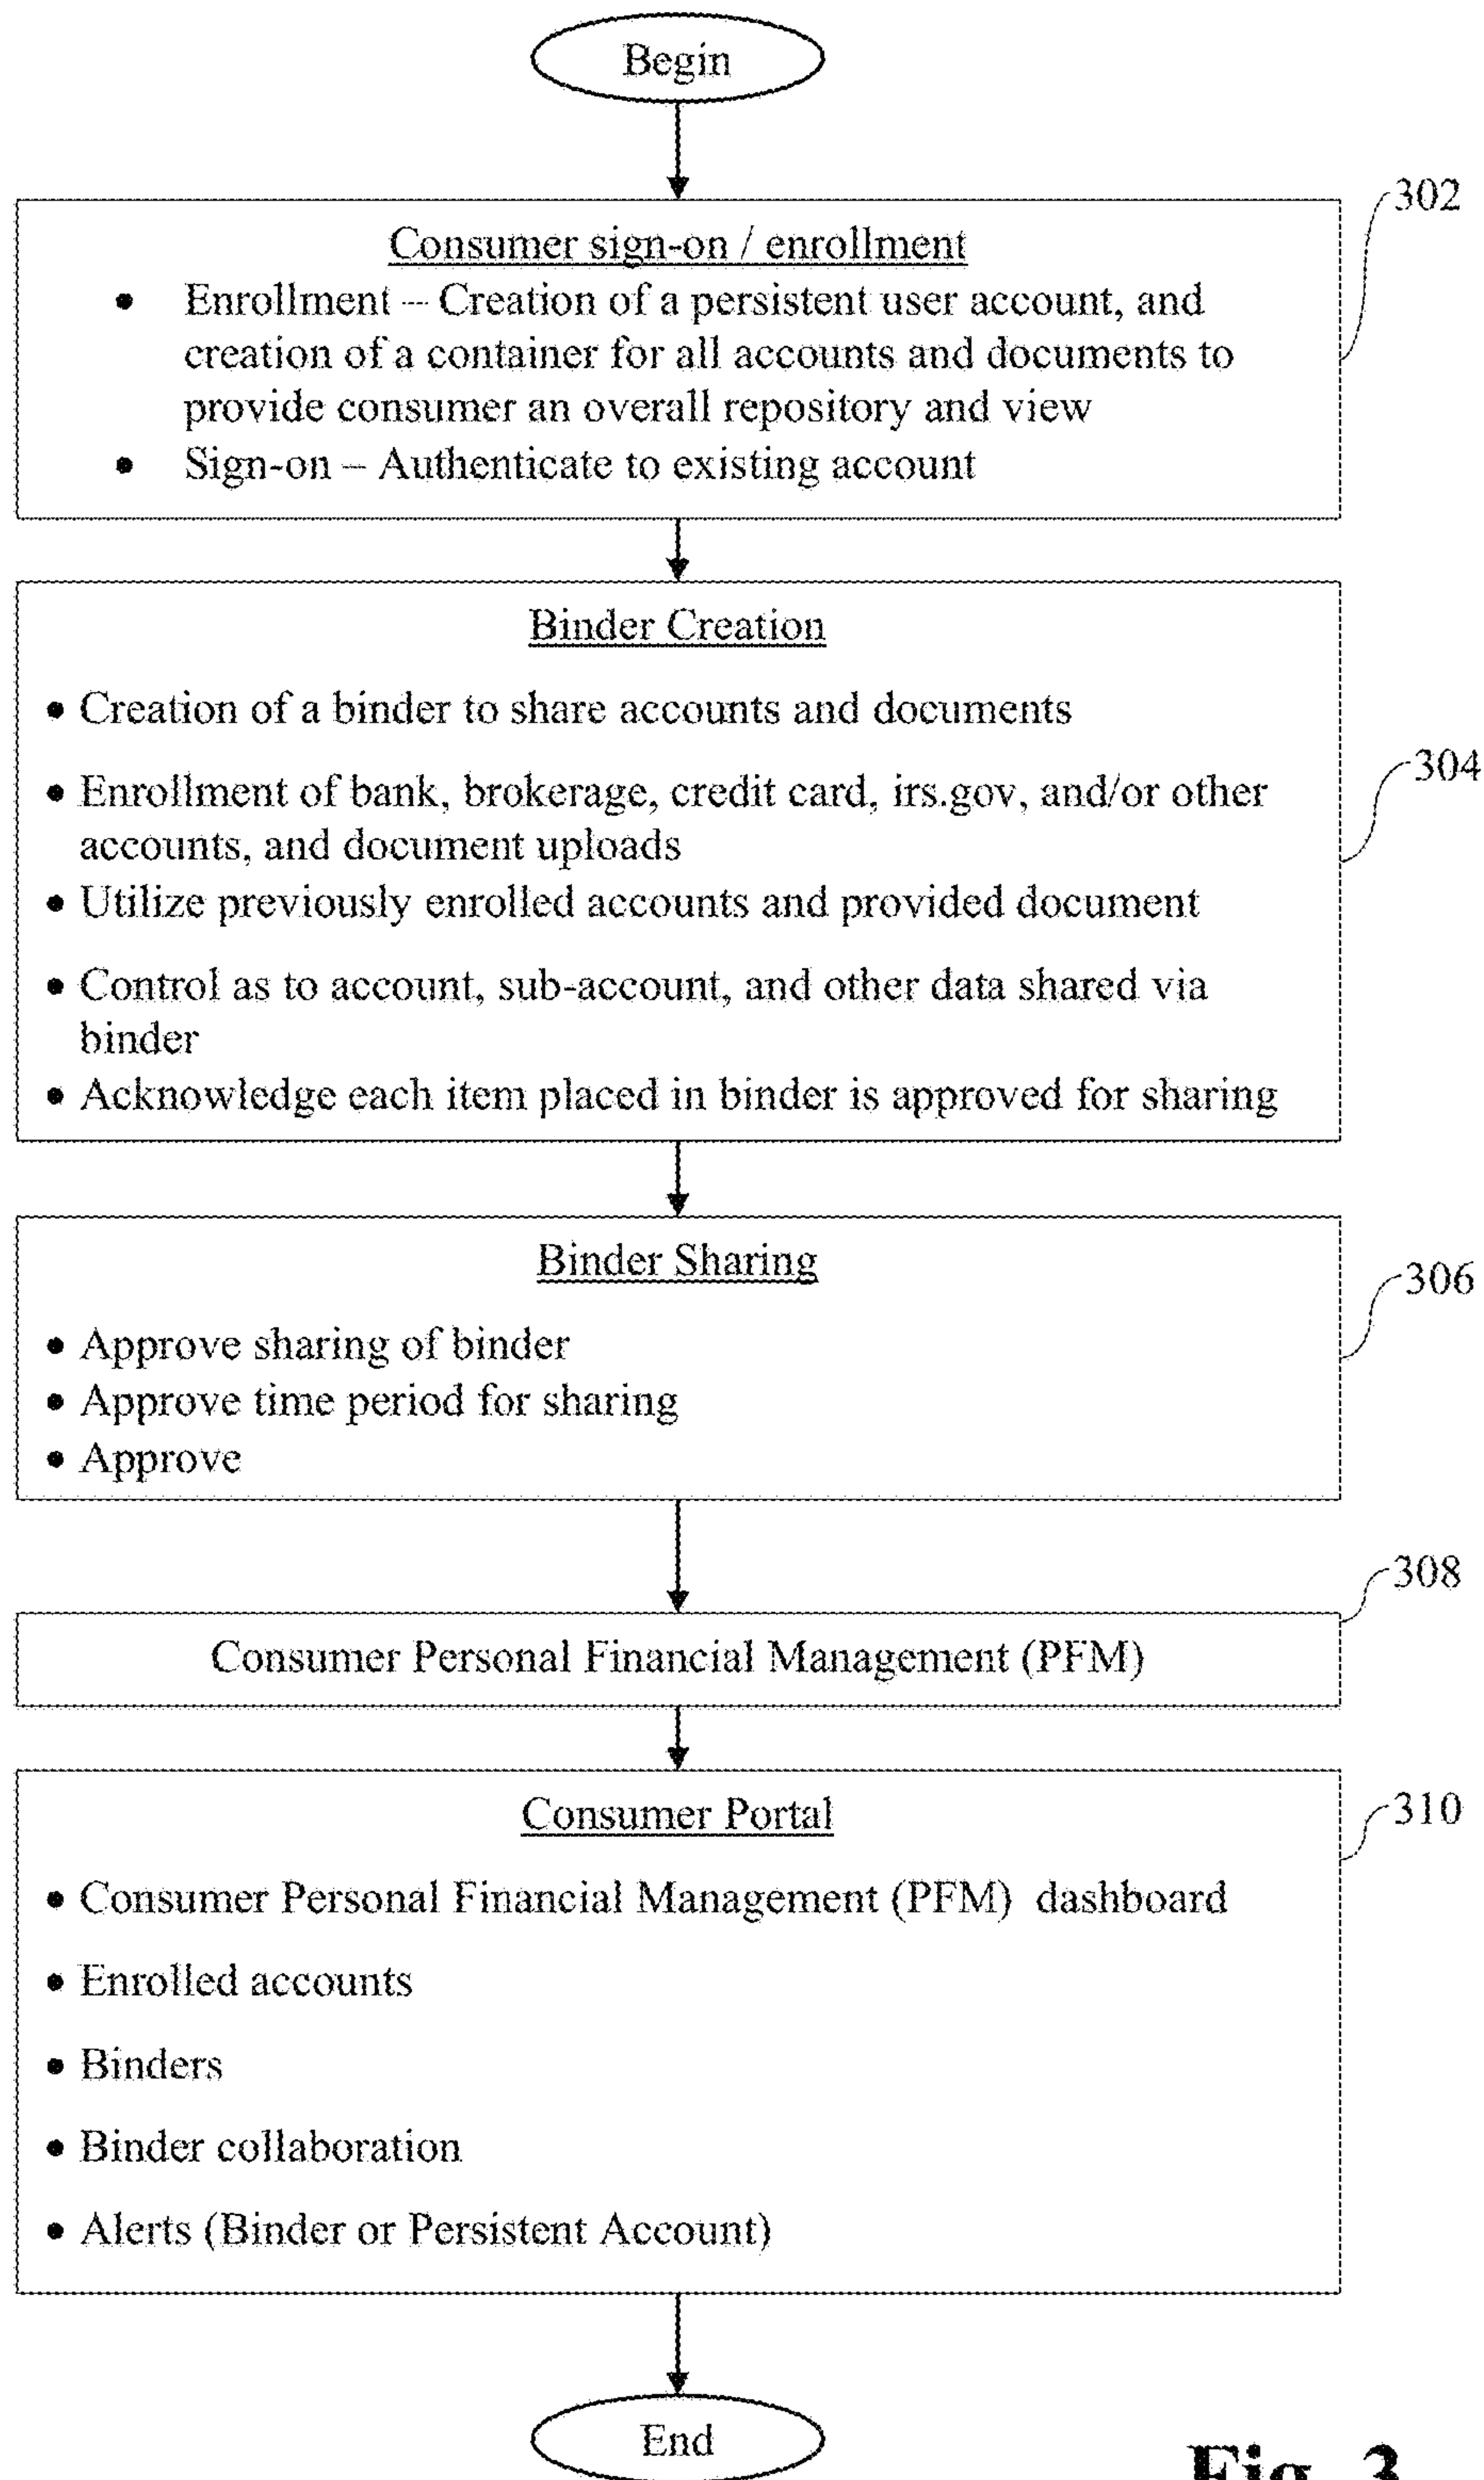 Begin
302
Consumer sign-on / enrollment
• Enrollment -- Creation of a persistent user account, and
creation of a container for all accounts and documents to
provide consumer an overall repository and view
• Sign-on – Authenticate to existing account
Binder Creation
• Creation of a binder to share accounts and documents
304
• Enrollment of bank, brokerage, credit card, irs.gov, and/or other
accounts, and document uploads
• Utilize previously enrolled accounts and provided document
• Control as to account, sub-account, and other data shared via
binder
• Acknowledge each item placed in binder is approved for sharing
Binder Sharing
306
• Approve sharing of binder
• Approve time period for sharing
• Approve
308
Consumer Personal Financial Management (PFM)
Consumer Portal
310
• Consumer Personal Financial Management (PFM) dashboard
• Enrolled accounts
• Binders
• Binder collaboration
• Alerts (Binder or Persistent Account)
End
Fig. 3